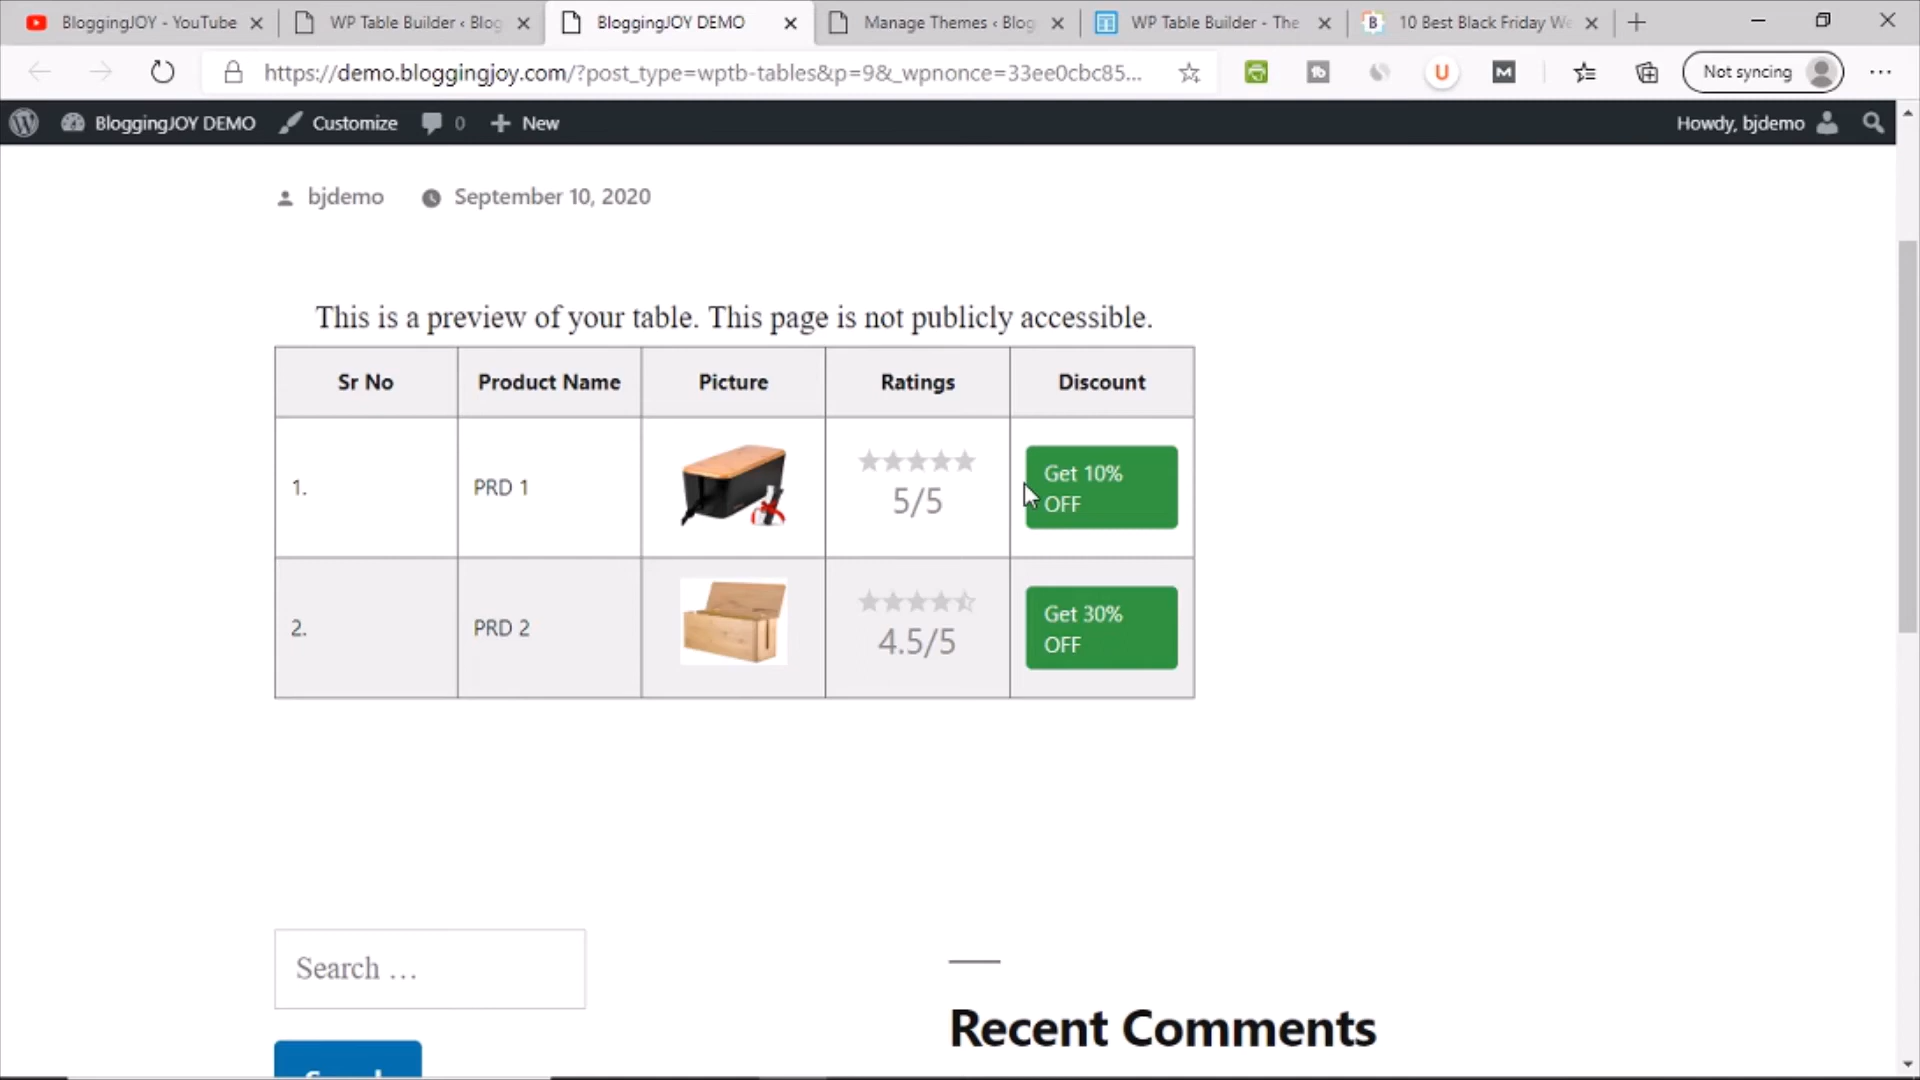 BloggingJOY - YouTube
WP Table Builder ‹ Blog
BloggingJOY DEMO
Manage Themes ‹ Blog
WP Table Builder - The
10 Best Black Friday We
https://demo.bloggingjoy.com/?post_type=wptb-tables&p=9&_wpnonce=33ee0cbc85...
Not syncing
BloggingJOY DEMO
Customize
0
New
Howdy, bjdemo
bjdemo
September 10, 2020
This is a preview of your table. This page is not publicly accessible.
Sr No
Product Name
Picture
Ratings
Discount
1.
PRD 1
5/5
Get 10%
OFF
2.
PRD 2
4.5/5
Get 30%
OFF
Search …
Recent Comments